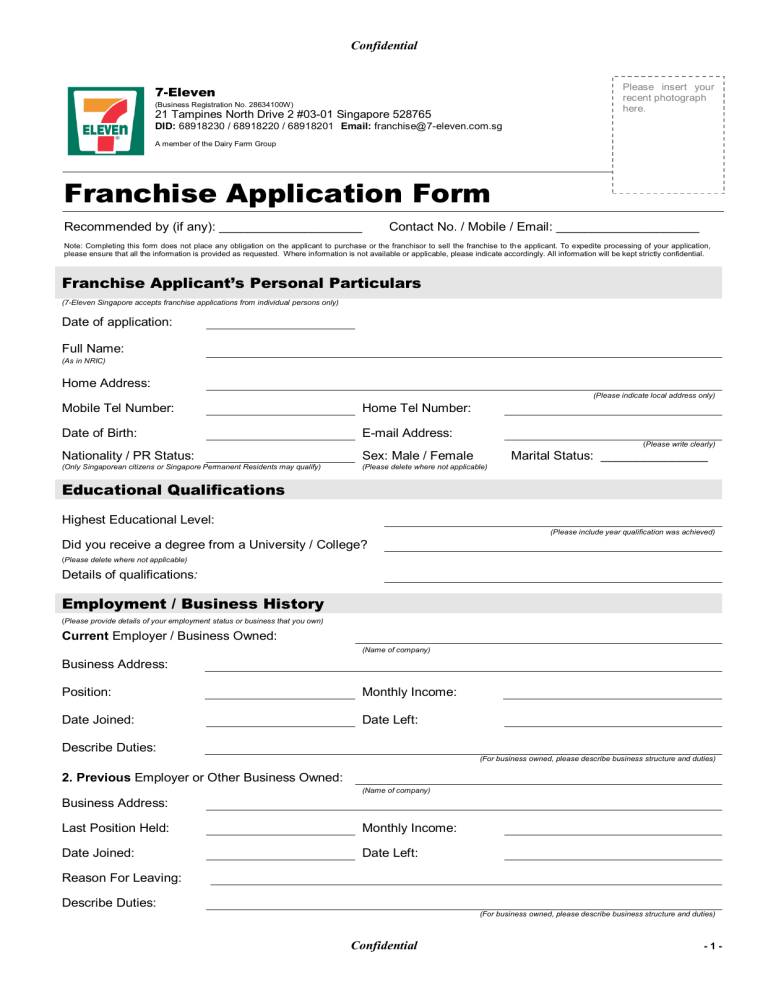 Confidential
7-Eleven
(Business Registration No. 28634100W)
21 Tampines North Drive 2 #03-01 Singapore 528765
DID: 68918230 / 68918220 / 68918201 Email: franchise@7-eleven.com.sg
A member of the Dairy Farm Group
7
ELEVEN
Please insert your
recent photograph
here.
Franchise Application Form
Recommended by (if any): ____________________ Contact No. / Mobile / Email: ____________________
Note: Completing this form does not place any obligation on the applicant to purchase or the franchisor to sell the franchise to the applicant. To expedite processing of your application,
please ensure that all the information is provided as requested. Where information is not available or applicable, please indicate accordingly. All information will be kept strictly confidential.
Franchise Applicant's Personal Particulars
(7-Eleven Singapore accepts franchise applications from individual persons only)
Date of application:
Full Name:
(As in NRIC)
Home Address:
(Please indicate local address only)
Mobile Tel Number: Home Tel Number:
Date of Birth: E-mail Address:
(Please write clearly)
Nationality / PR Status: Sex: Male / Female Marital Status: _______________
(Only Singaporean citizens or Singapore Permanent Residents may qualify) (Please delete where not applicable)
Educational Qualifications
Highest Educational Level:
(Please include year qualification was achieved)
Did you receive a degree from a University / College?
(Please delete where not applicable)
Details of qualifications:
Employment / Business History
(Please provide details of your employment status or business that you own)
Current Employer / Business Owned:
(Name of company)
Business Address:
Position: Monthly Income:
Date Joined: Date Left:
Describe Duties:
(For business owned, please describe business structure and duties)
2. Previous Employer or Other Business Owned:
(Name of company)
Business Address:
Last Position Held: Monthly Income:
Date Joined: Date Left:
Reason For Leaving:
Describe Duties:
(For business owned, please describe business structure and duties)
Confidential
- 1 -